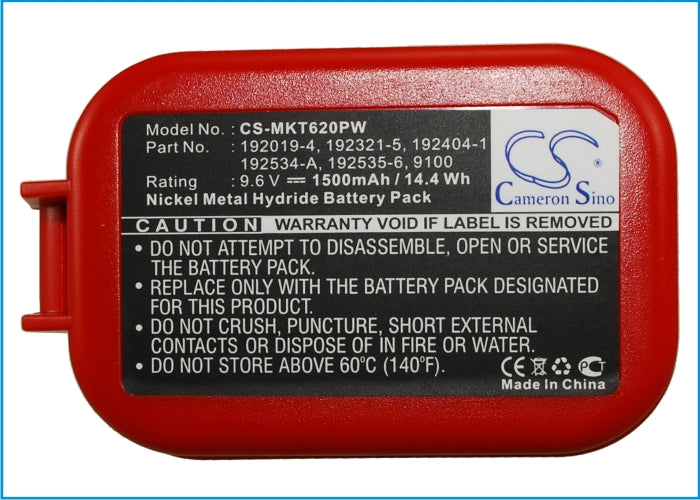 Model No. : CS-MKT620PW
Part No. : 192019-4, 192321-5, 192404-1
192534-A, 192535-6, 9100
Rating : 9.6 V ⎓ 1500mAh / 14.4 Wh
Nickel Metal Hydride Battery Pack
CS
Cameron Sino
CAUTION WARRANTY VOID IF LABEL IS REMOVED
• DO NOT ATTEMPT TO DISASSEMBLE, OPEN OR SERVICE
THE BATTERY PACK.
• REPLACE ONLY WITH THE BATTERY PACK DESIGNATED
FOR THIS EQUIPMENT.
• DO NOT CRUSH, PUNCTURE, SHORT EXTERNAL
CONTACTS OR DISPOSE OF IN FIRE OR WATER.
• DO NOT STORE ABOVE 60°C (140°F).
CE
Made In China